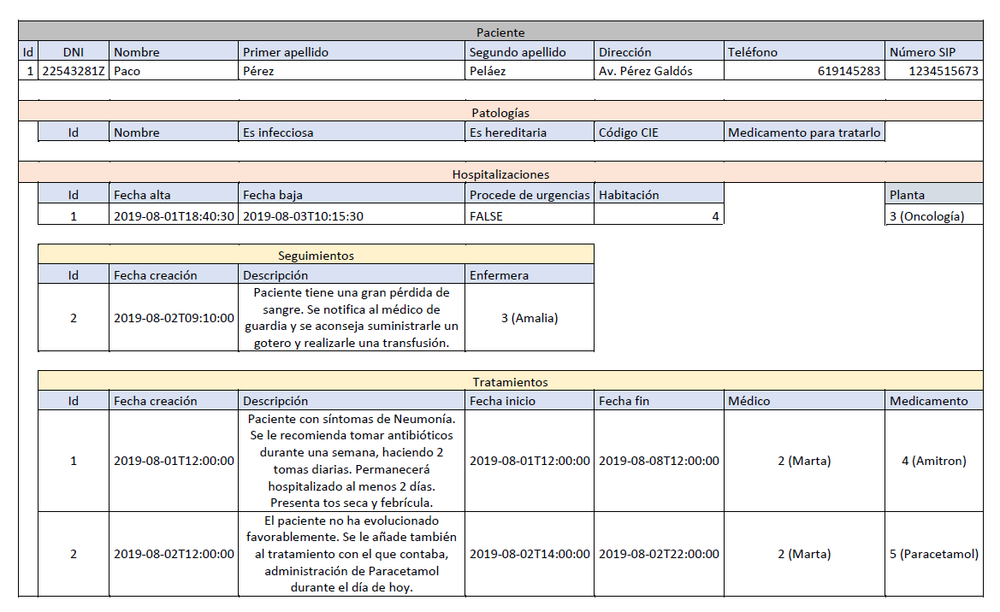 Paciente
Id DNI Nombre Primer apellido Segundo apellido Dirección Teléfono Número SIP
1 22543281Z Paco Pérez Peláez Av. Pérez Galdós 619145283 1234515673
Patologías
Id Nombre Es infecciosa Es hereditaria Código CIE Medicamento para tratarlo
Hospitalizaciones
Id Fecha alta Fecha baja Procede de urgencias Habitación Planta
1 2019-08-01T18:40:30 2019-08-03T10:15:30 FALSE 4 3 (Oncología)
Seguimientos
Id Fecha creación Descripción Enfermera
Paciente tiene una gran pérdida de
sangre. Se notifica al médico de
2 2019-08-02T09:10:00 guardia y se aconseja suministrarle un 3 (Amalia)
gotero y realizarle una transfusión.
Tratamientos
Id Fecha creación Descripción Fecha inicio Fecha fin Médico Medicamento
Paciente con síntomas de Neumonía.
Se le recomienda tomar antibióticos
durante una semana, haciendo 2
1 2019-08-01T12:00:00 tomas diarias. Permanecerá 2019-08-01T12:00:00 2019-08-08T12:00:00 2 (Marta) 4 (Amitron)
hospitalizado al menos 2 días.
Presenta tos seca y febrícula.
El paciente no ha evolucionado
favorablemente. Se le añade también
2 2019-08-02T12:00:00 al tratamiento con el que contaba, 2019-08-02T14:00:00 2019-08-02T22:00:00 2 (Marta) 5 (Paracetamol)
administración de Paracetamol
durante el día de hoy.